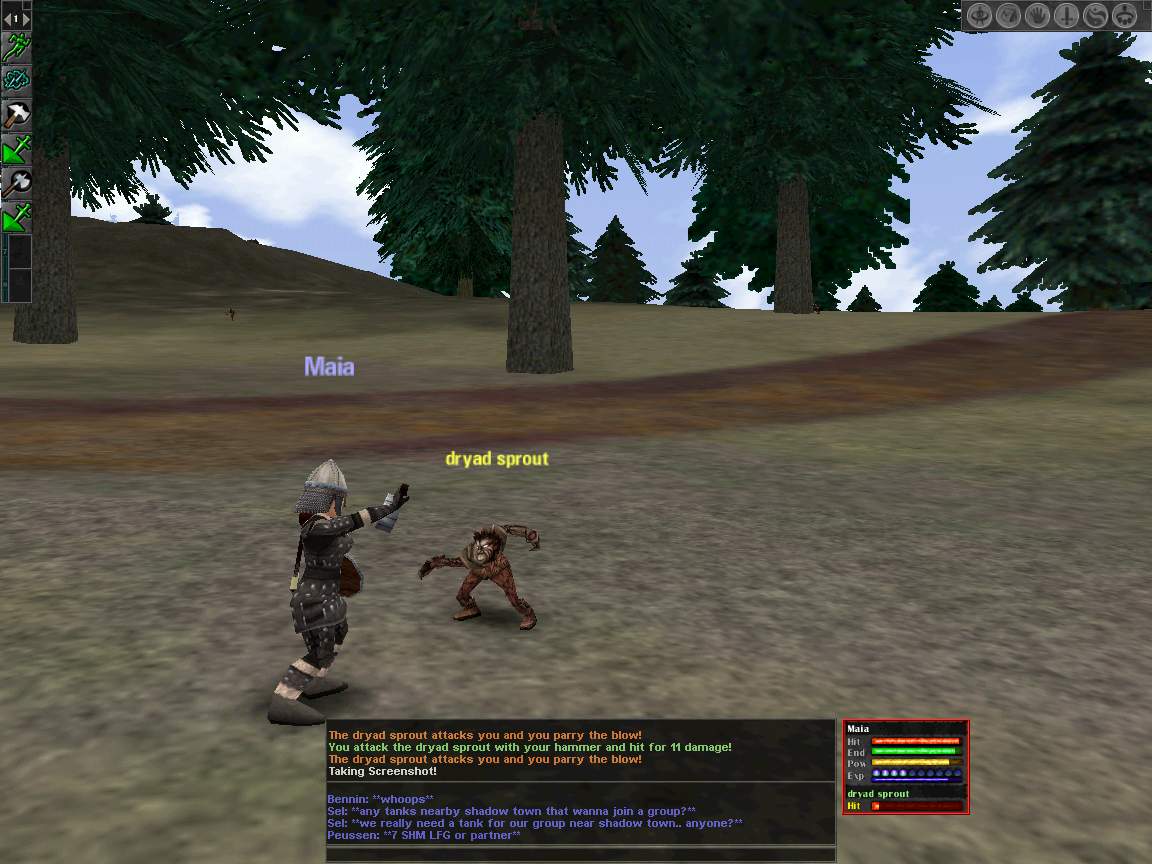 1
Maia
dryad sprout
The dryad sprout attacks you and you parry the blow!
You attack the dryad sprout with your hammer and hit for 11 damage!
The dryad sprout attacks you and you parry the blow!
Taking Screenshot!
Bennin: **whoops**
Sel: **any tanks nearby shadow town that wanna join a group?**
Sel: **we really need a tank for our group near shadow town.. anyone?**
Peussen: **7 SHM LFG or partner**
Maia
Hit
End
Pow
Exp
dryad sprout
Hit